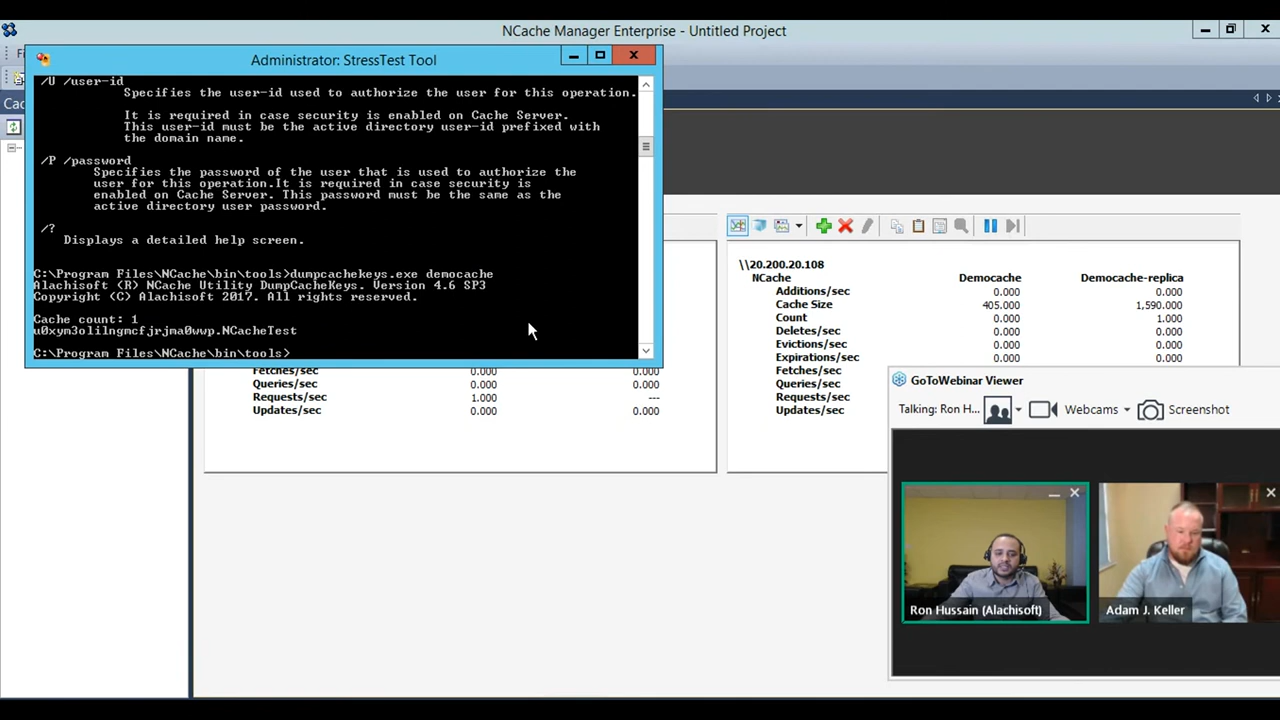 NCache Manager Enterprise - Untitled Project
Administrator: StressTest Tool
/U /user-id
Specifies the user-id used to authorize the user for this operation.
It is required in case security is enabled on Cache Server.
This user-id must be the active directory user-id prefixed with
the domain name.
/P /password
Specifies the password of the user that is used to authorize the
user for this operation.It is required in case security is
enabled on Cache Server. This password must be the same as the
active directory user password.
/?
Displays a detailed help screen.
C:\Program Files\NCache\bin\tools>dumpcachekeys.exe democache
Alachisoft (R) NCache Utility DumpCacheKeys. Version 4.6 SP3
Copyright (C) Alachisoft 2017. All rights reserved.
Cache count: 1
u0xym3olilngmcfjrjma0wwp.NCacheTest
C:\Program Files\NCache\bin\tools>
Fetches/sec 0.000 0.000
Queries/sec 0.000 0.000
Requests/sec 1.000 ---
Updates/sec 0.000 0.000
\\20.200.20.108
NCache Democache Democache-replica
Additions/sec 0.000 0.000
Cache Size 405.000 1,590.000
Count 0.000 1.000
Deletes/sec 0.000 0.000
Evictions/sec 0.000 0.000
Expirations/sec 0.000 0.000
Fetches/sec
Queries/sec
Requests/sec
Updates/sec
GoToWebinar Viewer
Talking: Ron H...
Webcams
Screenshot
Ron Hussain (Alachisoft)
Adam J. Keller